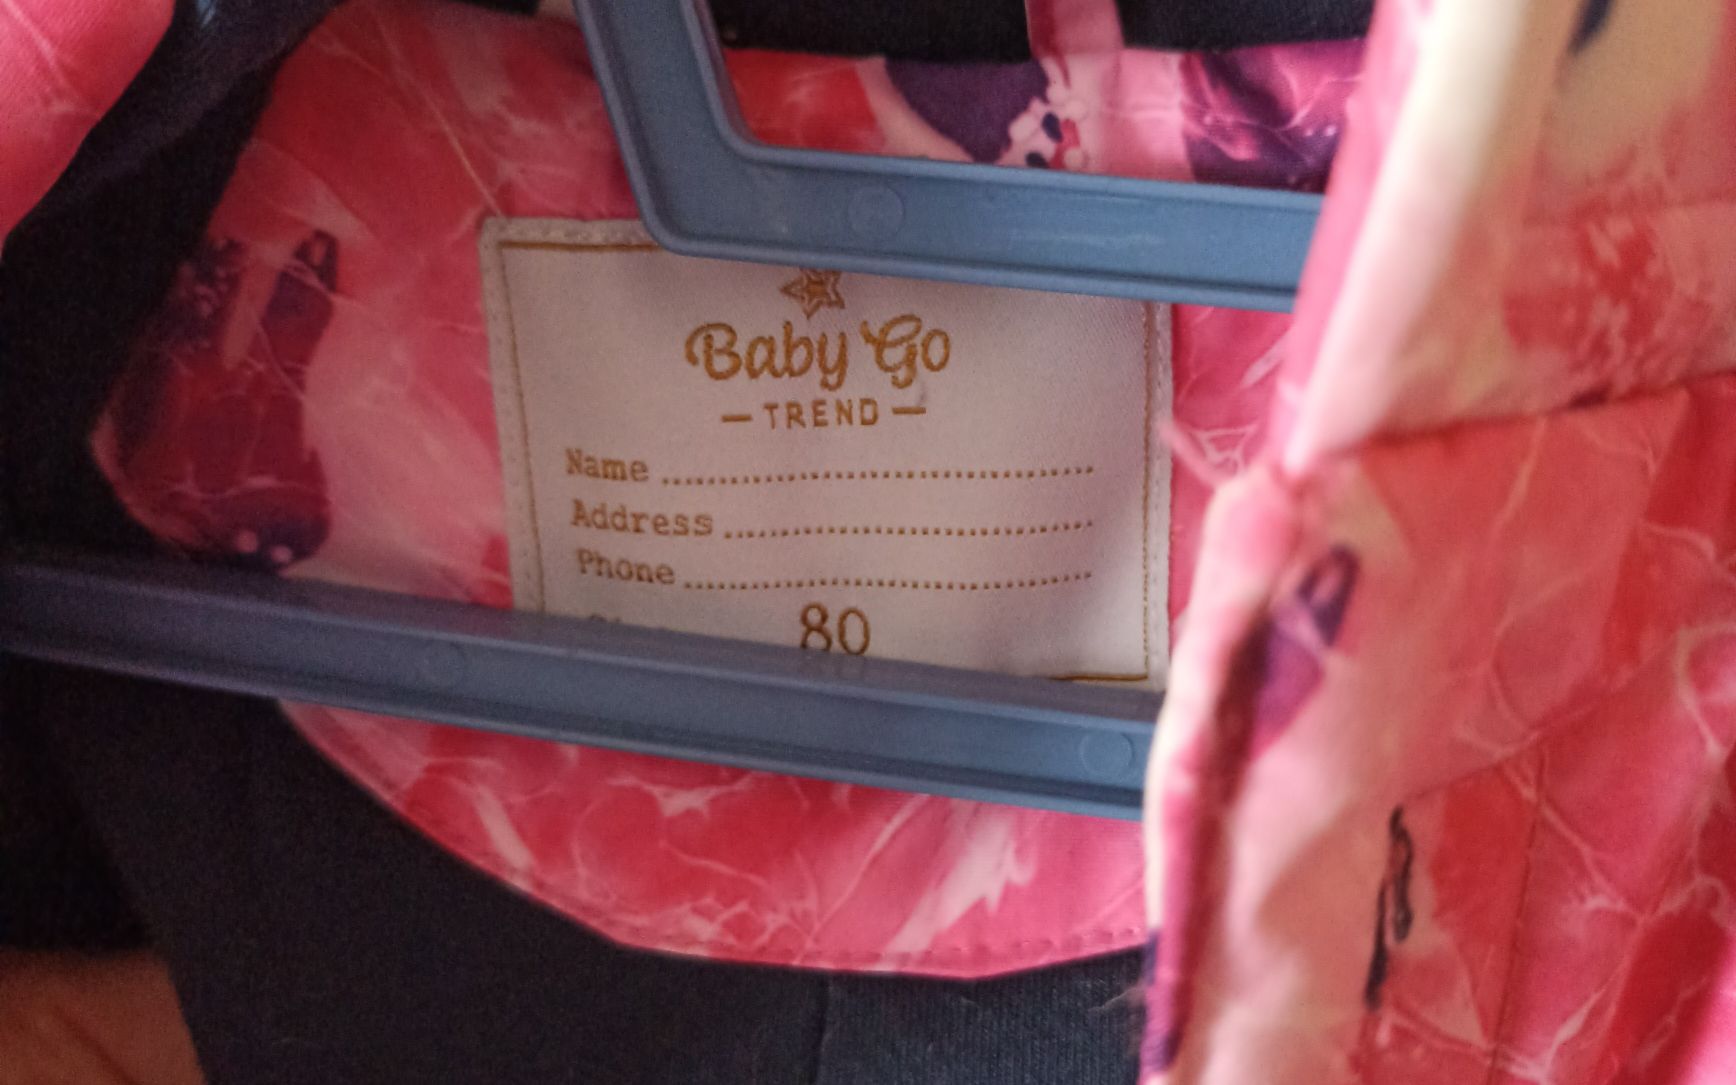 Baby Go
— TREND —
Name ........................................
Address ..................................
Phone ......................................
80